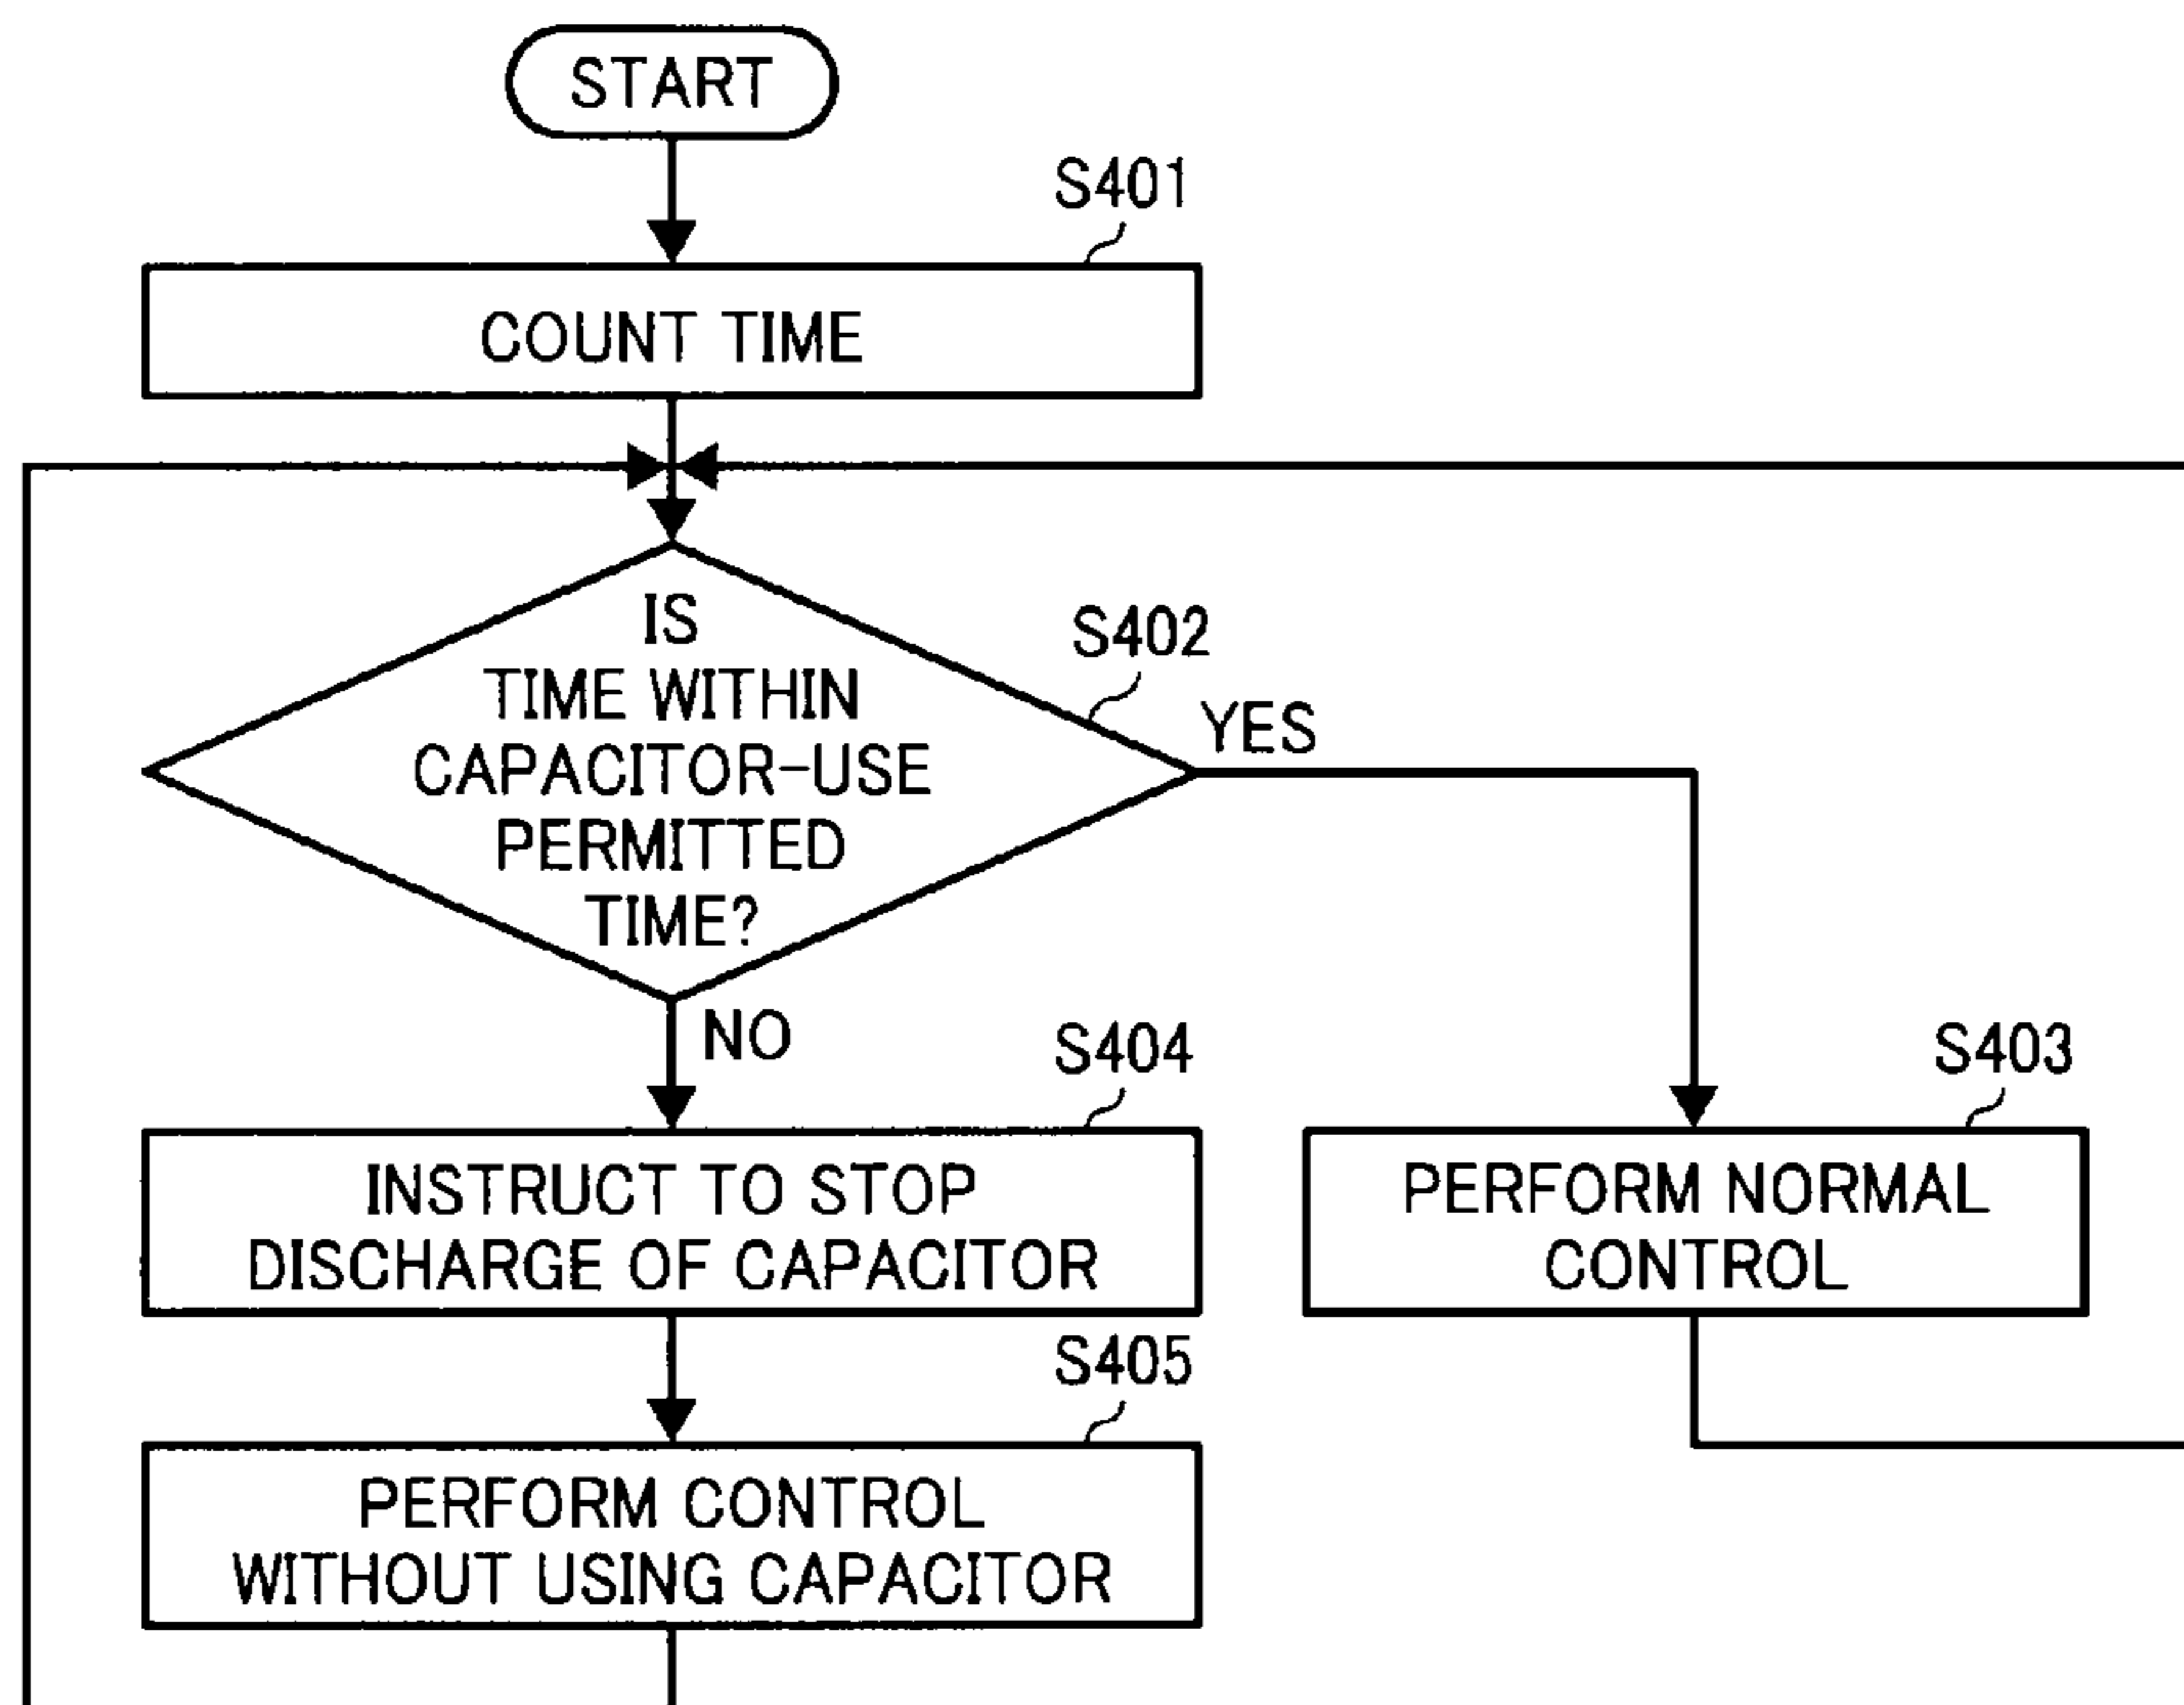 START
S401
COUNT TIME
IS
TIME WITHIN
CAPACITOR-USE
PERMITTED
TIME?
S402
YES
NO
S404
INSTRUCT TO STOP
DISCHARGE OF CAPACITOR
S403
PERFORM NORMAL
CONTROL
S405
PERFORM CONTROL
WITHOUT USING CAPACITOR